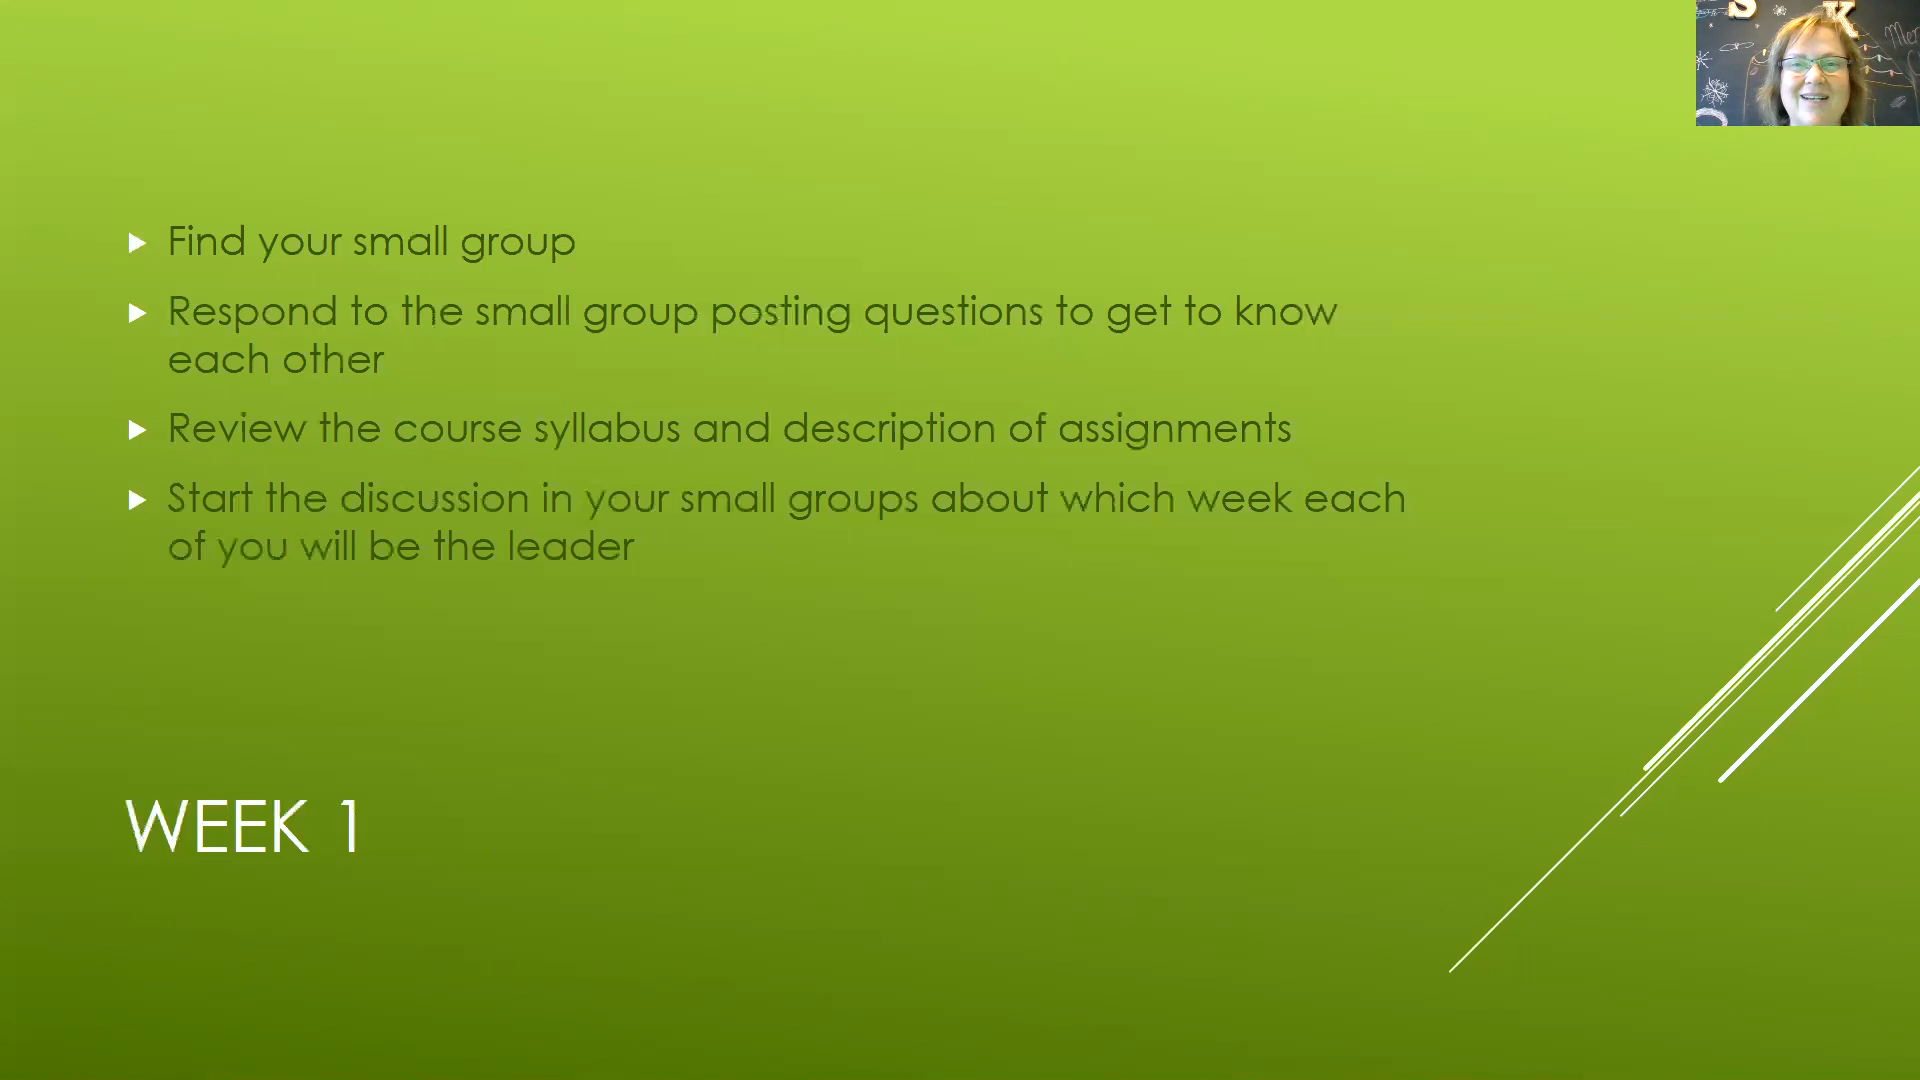 S K
Mer
Find your small group
Respond to the small group posting questions to get to know
each other
Review the course syllabus and description of assignments
Start the discussion in your small groups about which week each
of you will be the leader
WEEK 1